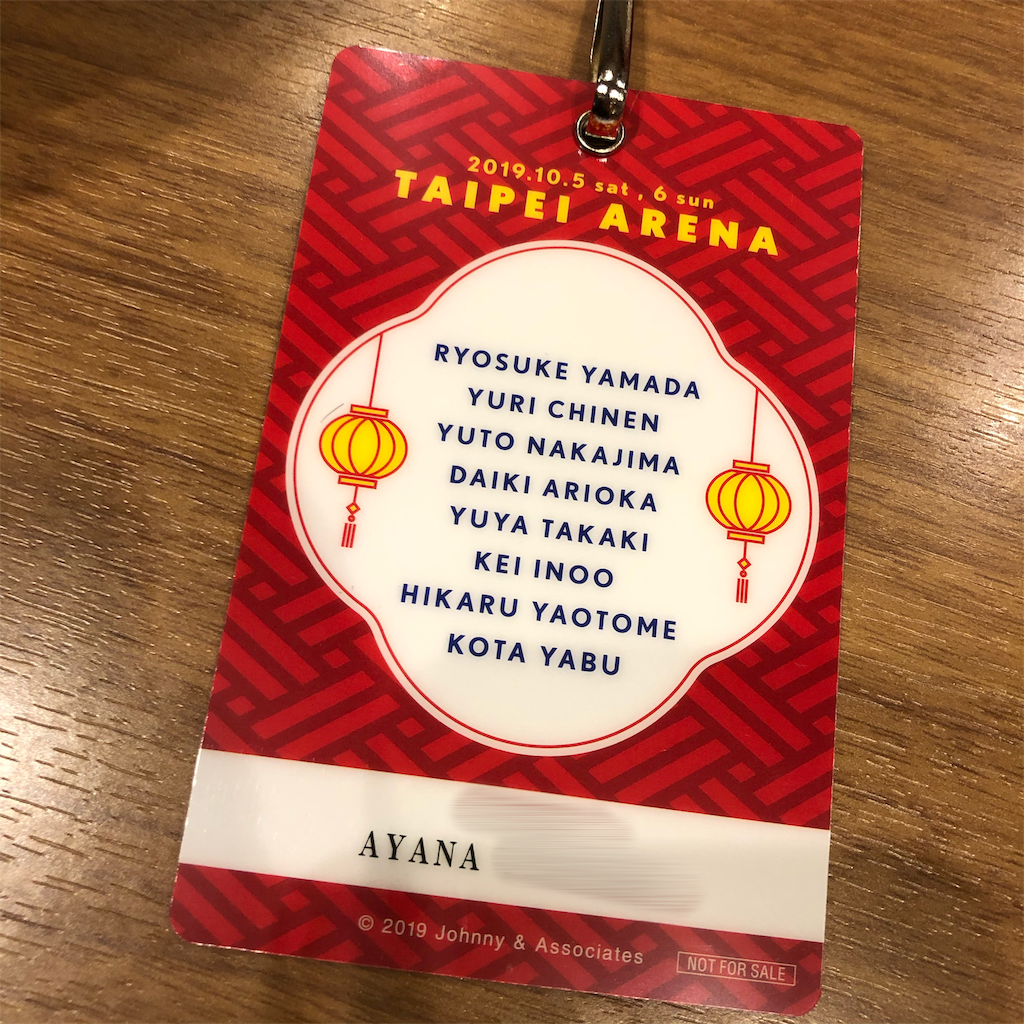 2019.10.5 sat , 6 sun
TAIPEI ARENA
RYOSUKE YAMADA
YURI CHINEN
YUTO NAKAJIMA
DAIKI ARIOKA
YUYA TAKAKI
KEI INOO
HIKARU YAOTOME
KOTA YABU
AYANA
© 2019 Johnny & Associates
NOT FOR SALE